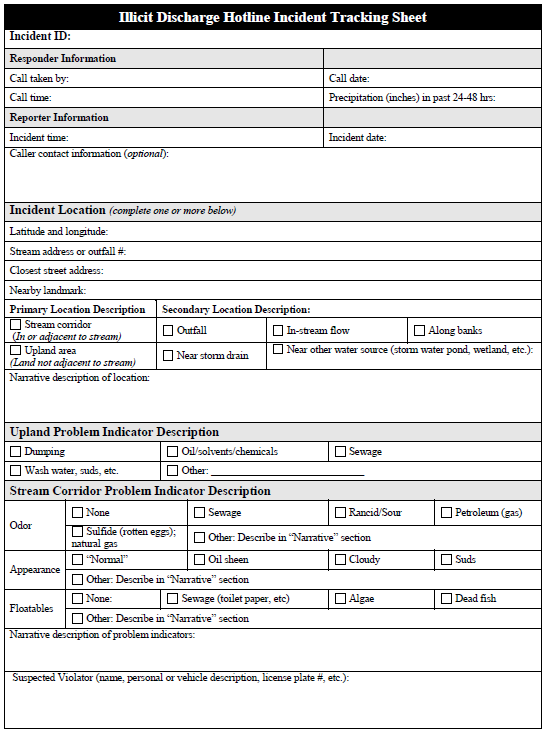 Illicit Discharge Hotline Incident Tracking Sheet
Incident ID:
Responder Information
Call taken by:
Call date:
Call time:
Precipitation (inches) in past 24-48 hrs:
Reporter Information
Incident time:
Incident date:
Caller contact information (optional):
Incident Location (complete one or more below)
Latitude and longitude:
Stream address or outfall #:
Closest street address:
Nearby landmark:
Primary Location Description
Secondary Location Description:
Stream corridor
(In or adjacent to stream)
Outfall
In-stream flow
Along banks
Upland area
(Land not adjacent to stream)
Near storm drain
Near other water source (storm water pond, wetland, etc.):
Narrative description of location:
Upland Problem Indicator Description
Dumping
Oil/solvents/chemicals
Sewage
Wash water, suds, etc.
Other: ____________________________
Stream Corridor Problem Indicator Description
Odor
None
Sewage
Rancid/Sour
Petroleum (gas)
Sulfide (rotten eggs);
natural gas
Other: Describe in “Narrative” section
Appearance
“Normal”
Oil sheen
Cloudy
Suds
Other: Describe in “Narrative” section
Floatables
None:
Sewage (toilet paper, etc)
Algae
Dead fish
Other: Describe in “Narrative” section
Narrative description of problem indicators:
Suspected Violator (name, personal or vehicle description, license plate #, etc.):